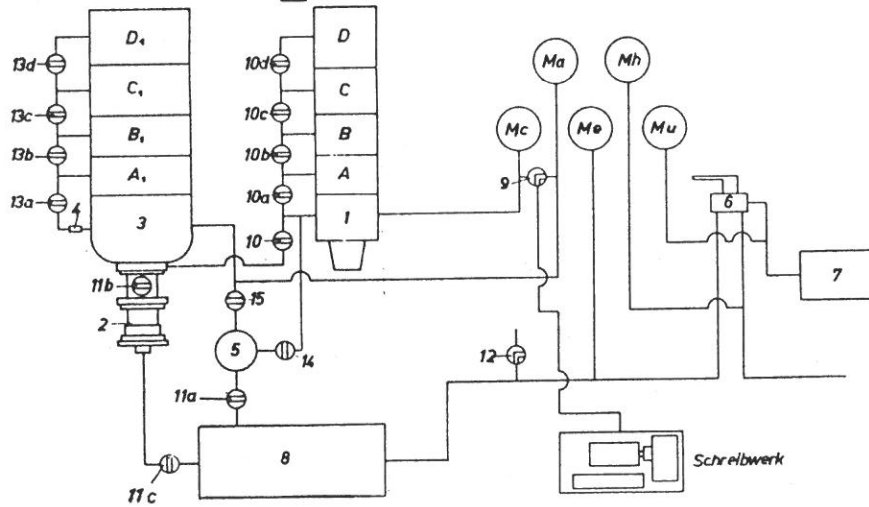 D₁
13d
C₁
13c
B₁
13b
A₁
13a
4
3
11b
2
11c
D
10d
C
10c
B
10b
A
10a
1
10
15
5
14
11a
8
Mc
Ma
Me
Mh
Mu
9
6
7
12
Schreibwerk